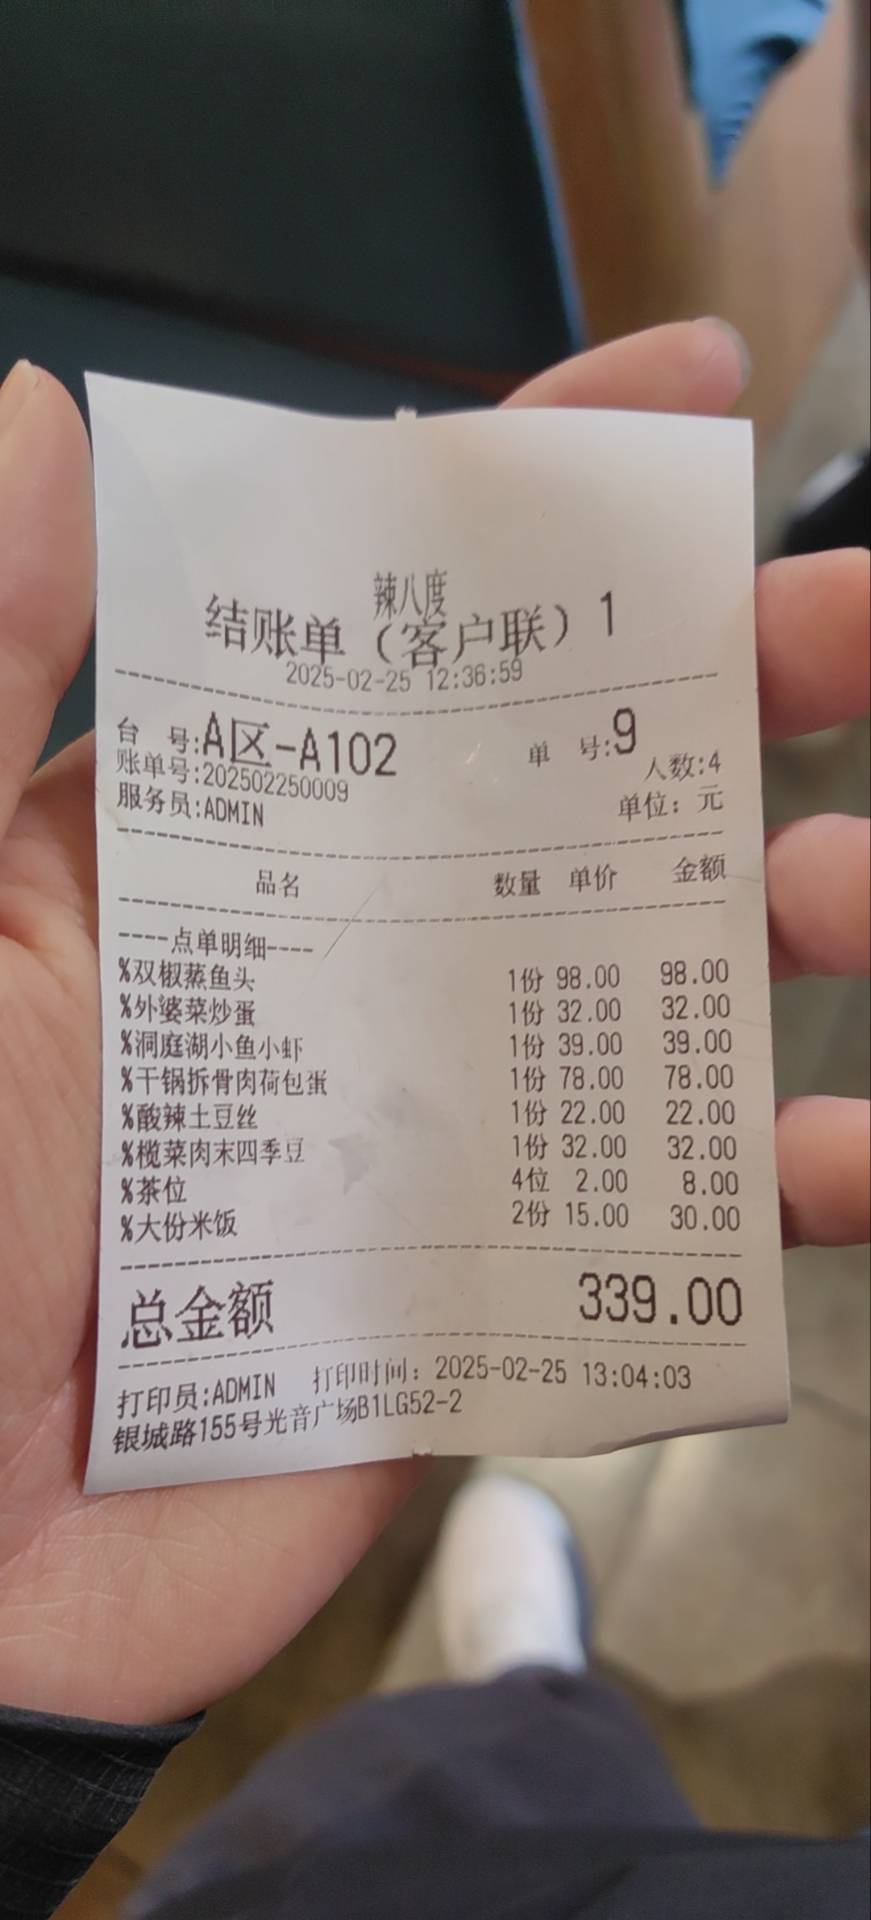 辣八度
结账单（客户联）1
2025-02-25 12:36:59
台 号:A区-A102 单 号:9
账单号:202502250009 人数:4
服务员:ADMIN 单位：元
品名 数量 单价 金额
----点单明细----
%双椒蒸鱼头 1份 98.00 98.00
%外婆菜炒蛋 1份 32.00 32.00
%洞庭湖小鱼小虾 1份 39.00 39.00
%干锅拆骨肉荷包蛋 1份 78.00 78.00
%酸辣土豆丝 1份 22.00 22.00
%榄菜肉末四季豆 1份 32.00 32.00
%茶位 4位 2.00 8.00
%大份米饭 2份 15.00 30.00
总金额 339.00
打印员:ADMIN 打印时间：2025-02-25 13:04:03
银城路155号光音广场B1LG52-2